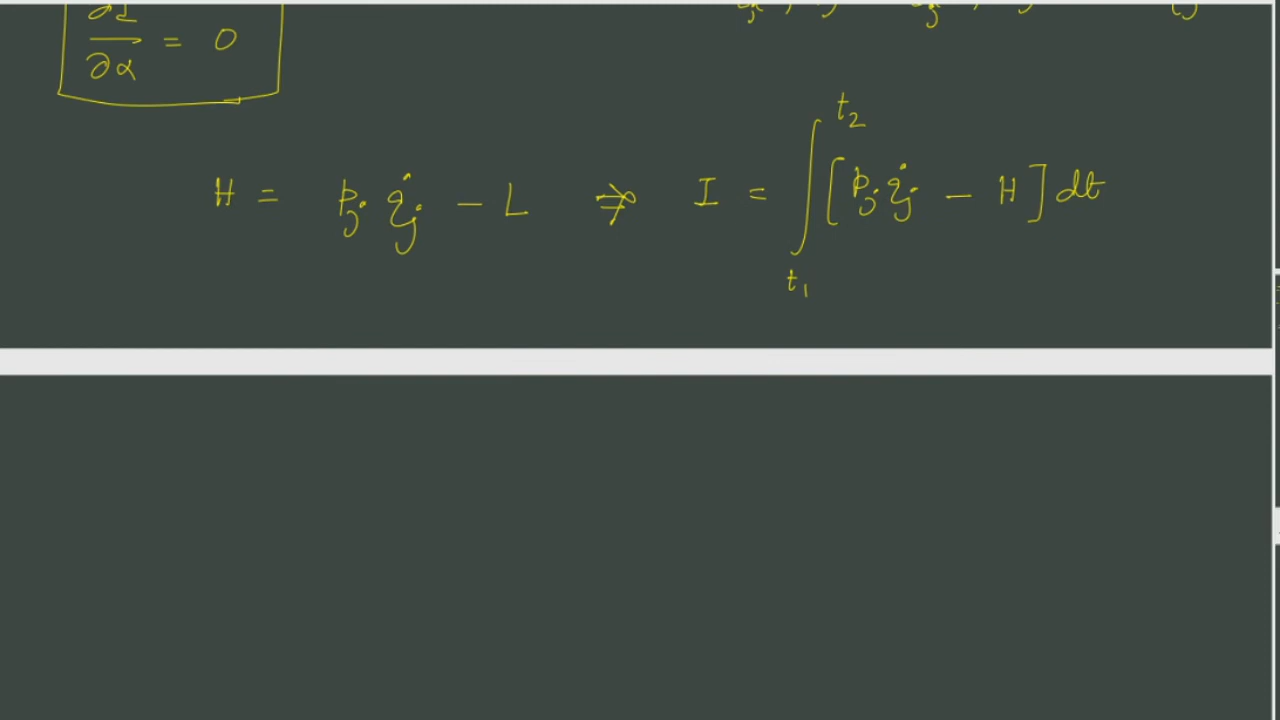 ∂I/∂α = 0
H = p_j q̇_j − L ⇒ I = ∫_{t_1}^{t_2} [p_j q̇_j − H] dt